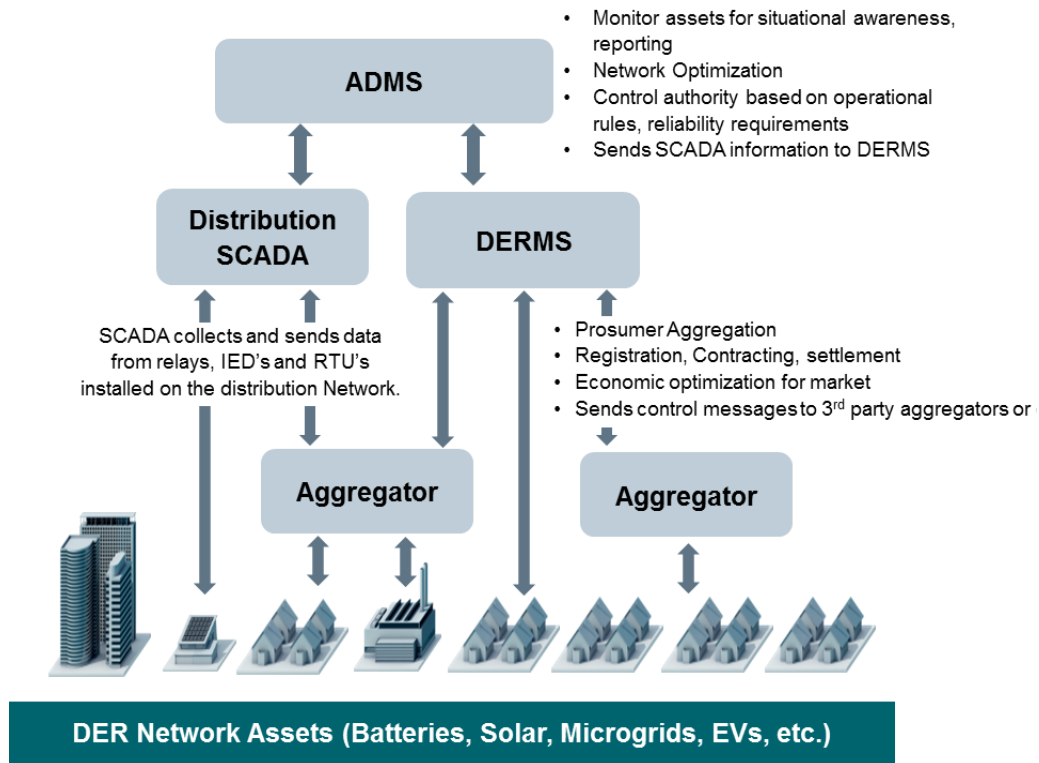 ADMS
• Monitor assets for situational awareness,
reporting
• Network Optimization
• Control authority based on operational
rules, reliability requirements
• Sends SCADA information to DERMS
Distribution
SCADA
DERMS
SCADA collects and sends data
from relays, IED's and RTU's
installed on the distribution Network.
• Prosumer Aggregation
• Registration, Contracting, settlement
• Economic optimization for market
• Sends control messages to 3rd party aggregators or
Aggregator
Aggregator
DER Network Assets (Batteries, Solar, Microgrids, EVs, etc.)